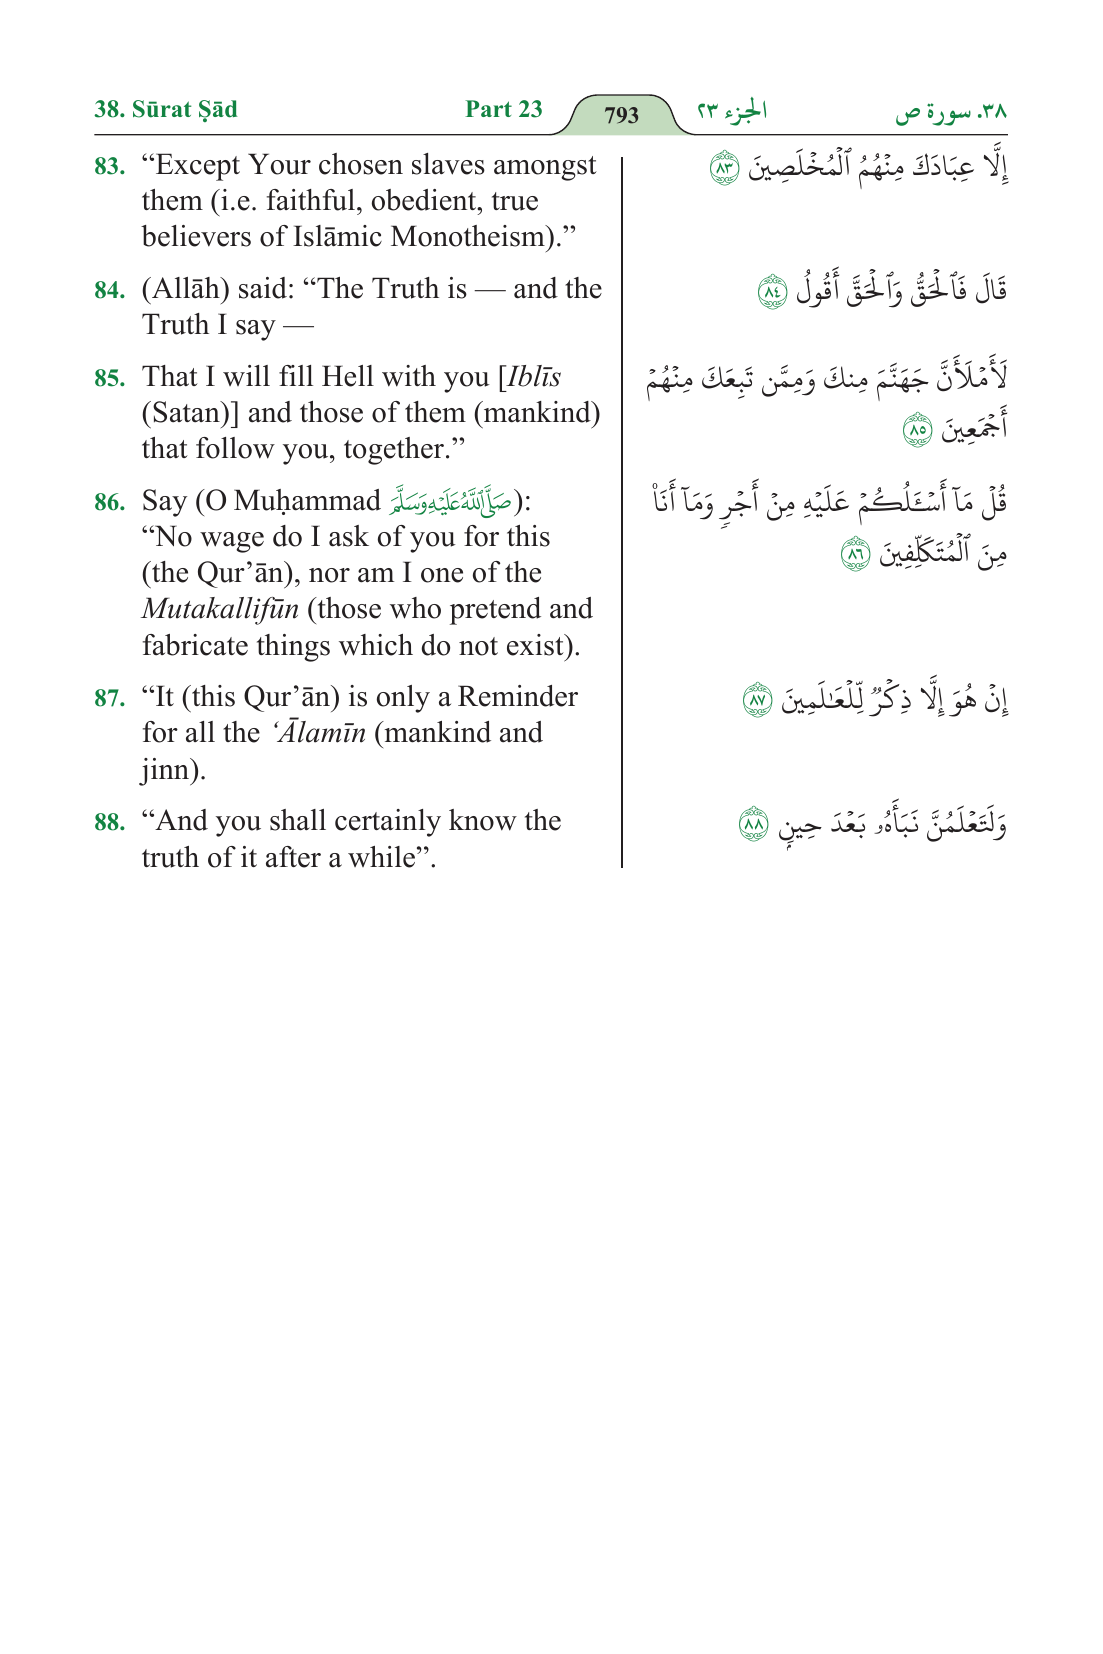 38. Sūrat Ṣād Part 23 793 الجزء ٢٣ ٣٨. سورة ص
83. “Except Your chosen slaves amongst
them (i.e. faithful, obedient, true
believers of Islāmic Monotheism).”
84. (Allāh) said: “The Truth is — and the
Truth I say —
85. That I will fill Hell with you [Iblīs
(Satan)] and those of them (mankind)
that follow you, together.”
86. Say (O Muḥammad صَلَّى ٱللَّهُ عَلَيْهِ وَسَلَّمَ):
“No wage do I ask of you for this
(the Qur’ān), nor am I one of the
Mutakallifūn (those who pretend and
fabricate things which do not exist).
87. “It (this Qur’ān) is only a Reminder
for all the ‘Ālamīn (mankind and
jinn).
88. “And you shall certainly know the
truth of it after a while”.
إِلَّا عِبَادَكَ مِنْهُمُ ٱلْمُخْلَصِينَ ٨٣
قَالَ فَٱلْحَقُّ وَٱلْحَقَّ أَقُولُ ٨٤
لَأَمْلَأَنَّ جَهَنَّمَ مِنكَ وَمِمَّن تَبِعَكَ مِنْهُمْ
أَجْمَعِينَ ٨٥
قُلْ مَآ أَسْـَٔلُكُمْ عَلَيْهِ مِنْ أَجْرٍ وَمَآ أَنَا۠
مِنَ ٱلْمُتَكَلِّفِينَ ٨٦
إِنْ هُوَ إِلَّا ذِكْرٌ لِّلْعَـٰلَمِينَ ٨٧
وَلَتَعْلَمُنَّ نَبَأَهُۥ بَعْدَ حِينٍۭ ٨٨